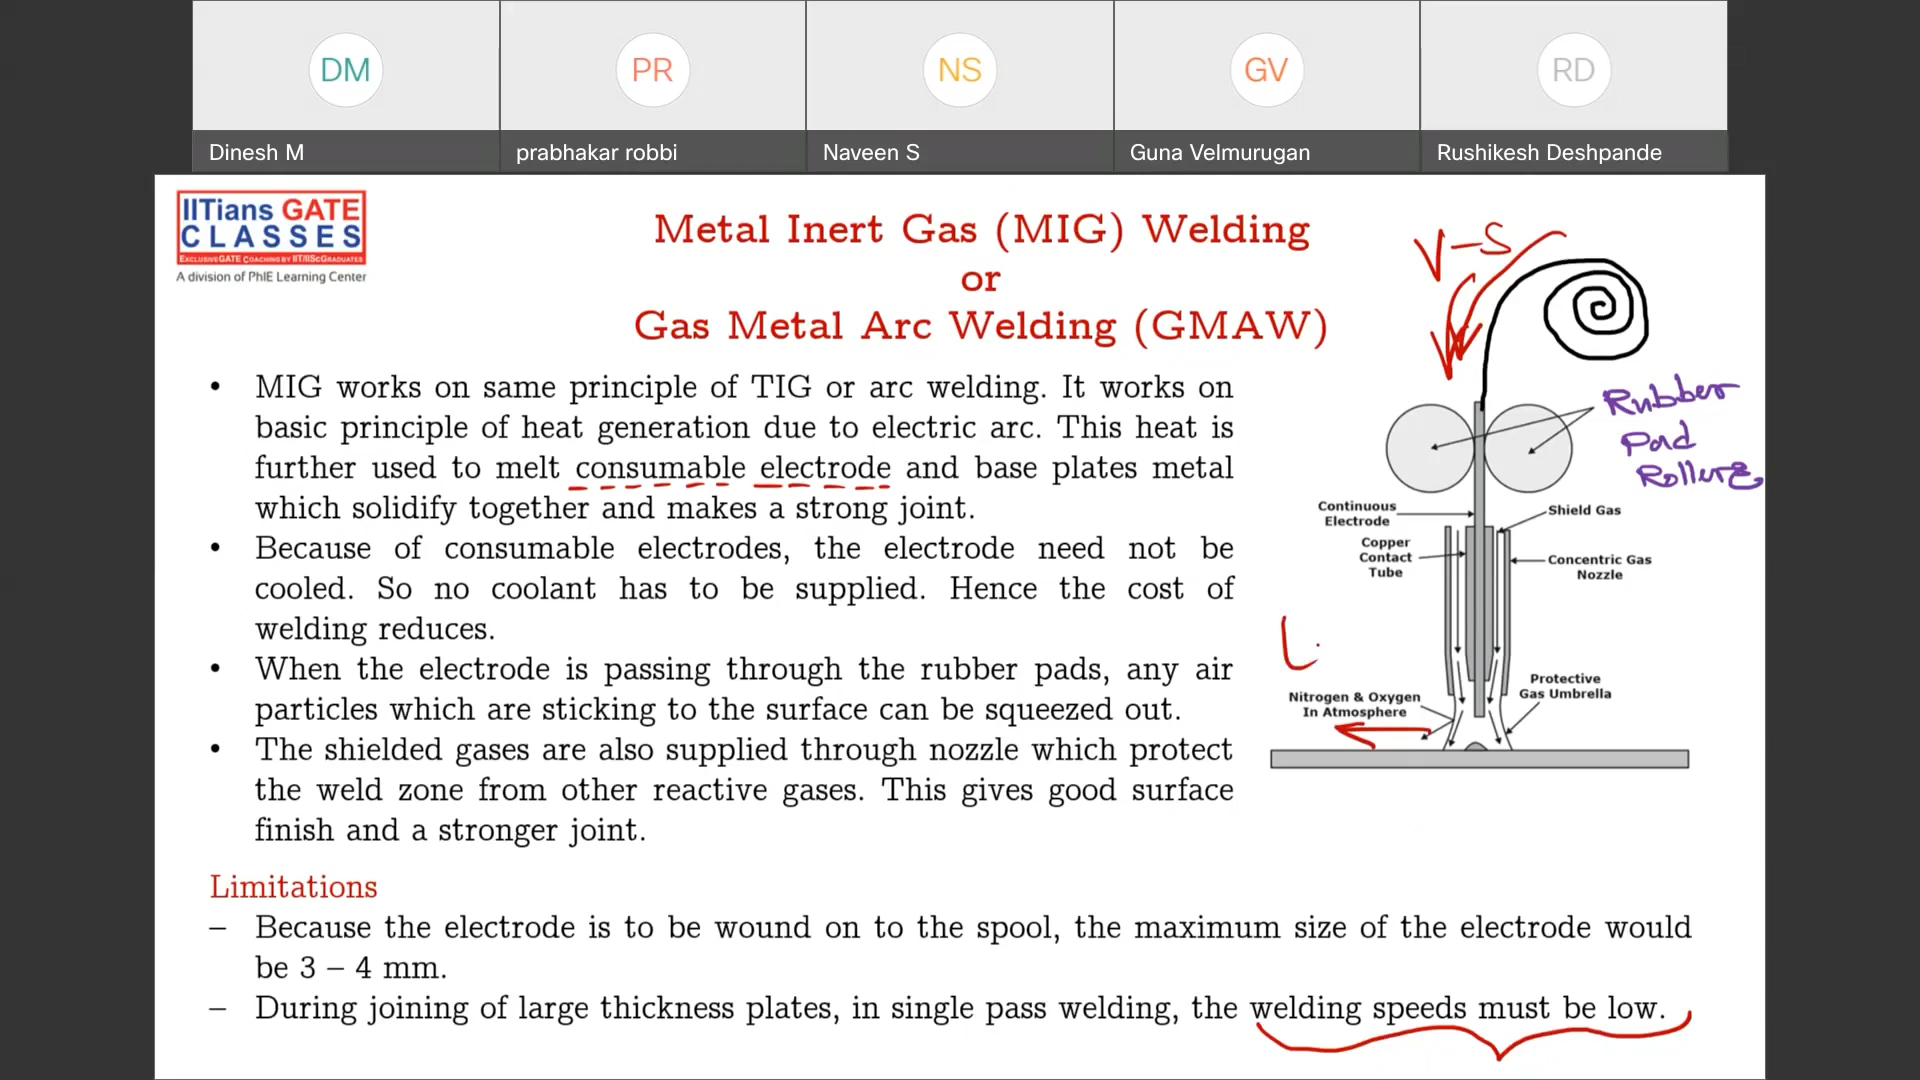 DM
PR
NS
GV
RD
Dinesh M
prabhakar robbi
Naveen S
Guna Velmurugan
Rushikesh Deshpande
IITians GATE
CLASSES
EXCLUSIVE GATE COACHING BY IIT/IISc GRADUATES
A division of PhIE Learning Center
Metal Inert Gas (MIG) Welding
or
Gas Metal Arc Welding (GMAW)
• MIG works on same principle of TIG or arc welding. It works on
basic principle of heat generation due to electric arc. This heat is
further used to melt consumable electrode and base plates metal
which solidify together and makes a strong joint.
• Because of consumable electrodes, the electrode need not be
cooled. So no coolant has to be supplied. Hence the cost of
welding reduces.
• When the electrode is passing through the rubber pads, any air
particles which are sticking to the surface can be squeezed out.
• The shielded gases are also supplied through nozzle which protect
the weld zone from other reactive gases. This gives good surface
finish and a stronger joint.
V-S
Rubber
Pad
Rollers
Continuous
Electrode
Shield Gas
Copper
Contact
Tube
Concentric Gas
Nozzle
L
Protective
Gas Umbrella
Nitrogen & Oxygen
In Atmosphere
Limitations
– Because the electrode is to be wound on to the spool, the maximum size of the electrode would
be 3 – 4 mm.
– During joining of large thickness plates, in single pass welding, the welding speeds must be low.